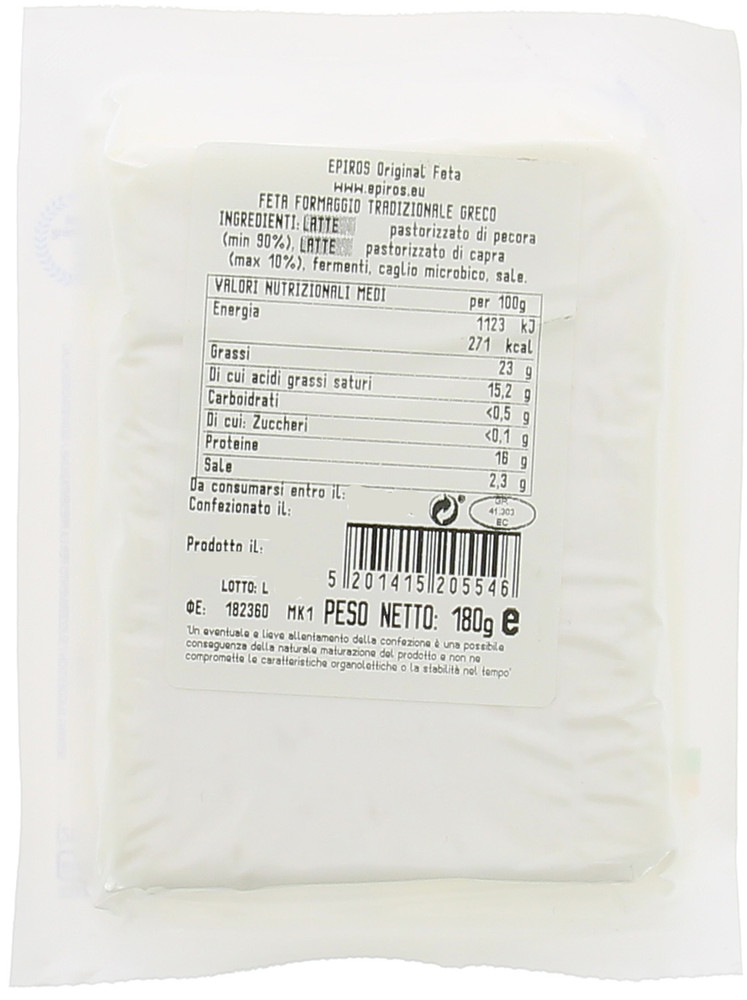 EPIROS Original Feta
www.epiros.eu
FETA FORMAGGIO TRADIZIONALE GRECO
INGREDIENTI: LATTE pastorizzato di pecora
(min 90%), LATTE pastorizzato di capra
(max 10%), fermenti, caglio microbico, sale.
VALORI NUTRIZIONALI MEDI per 100g
Energia 1123 kJ
271 kcal
Grassi 23 g
Di cui acidi grassi saturi 15,2 g
Carboidrati <0,5 g
Di cui: Zuccheri <0,1 g
Proteine 16 g
Sale 2,3 g
Da consumarsi entro il:
Confezionato il:
GR
41.303
EC
Prodotto il:
5 201415 205546
LOTTO: L
ΦE: 182360 MK1 PESO NETTO: 180g e
"Un eventuale e lieve allentamento della confezione è una possibile
conseguenza della naturale maturazione del prodotto e non ne
compromette le caratteristiche organolettiche o la stabilità nel tempo"